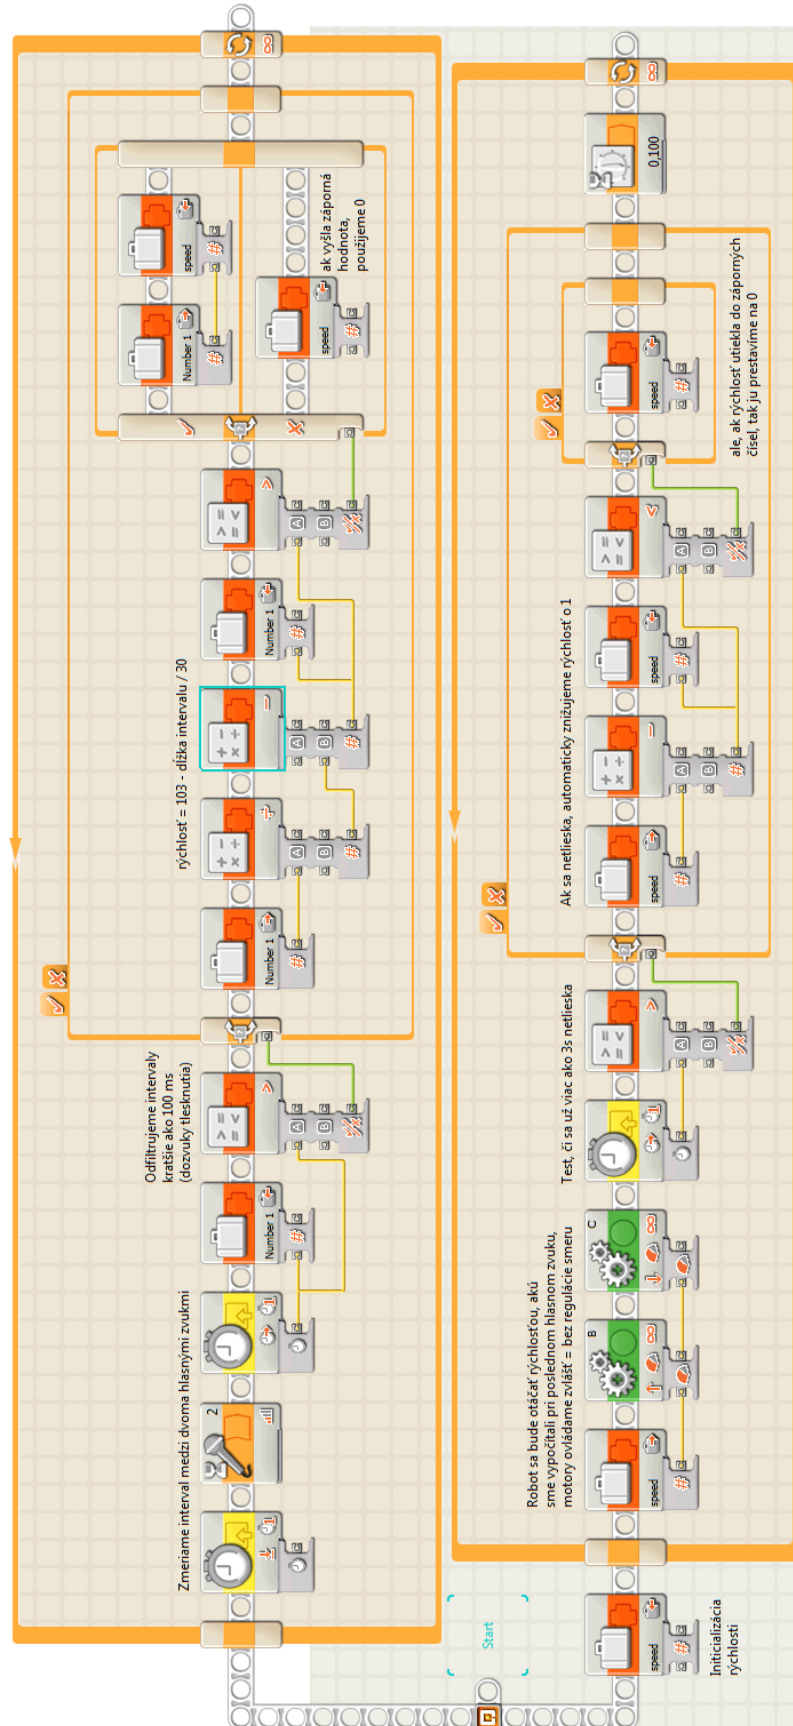 Zmeriame interval medzi dvoma hlasnými zvukmi
2
Number 1
Odfiltrujeme intervaly
kratšie ako 100 ms
(dozvuky tlesknutia)
A
B
Number 1
rýchlosť = 103 - dĺžka intervalu / 30
A
B
A
B
Number 1
A
B
Number 1
speed
speed
ak vyšla záporná
hodnota,
použijeme 0
Start
speed
Initicializácia
rýchlosti
Robot sa bude otáčať rýchlosťou, akú
sme vypočítali pri poslednom hlasnom zvuku,
motory ovládame zvlášť = bez regulácie smeru
speed
B
C
Test, či sa už viac ako 3s netlieska
A
B
Ak sa netlieska, automaticky znižujeme rýchlosť o 1
speed
A
B
speed
A
B
speed
ale, ak rýchlosť utiekla do záporných
čísel, tak ju prestavíme na 0
0,100